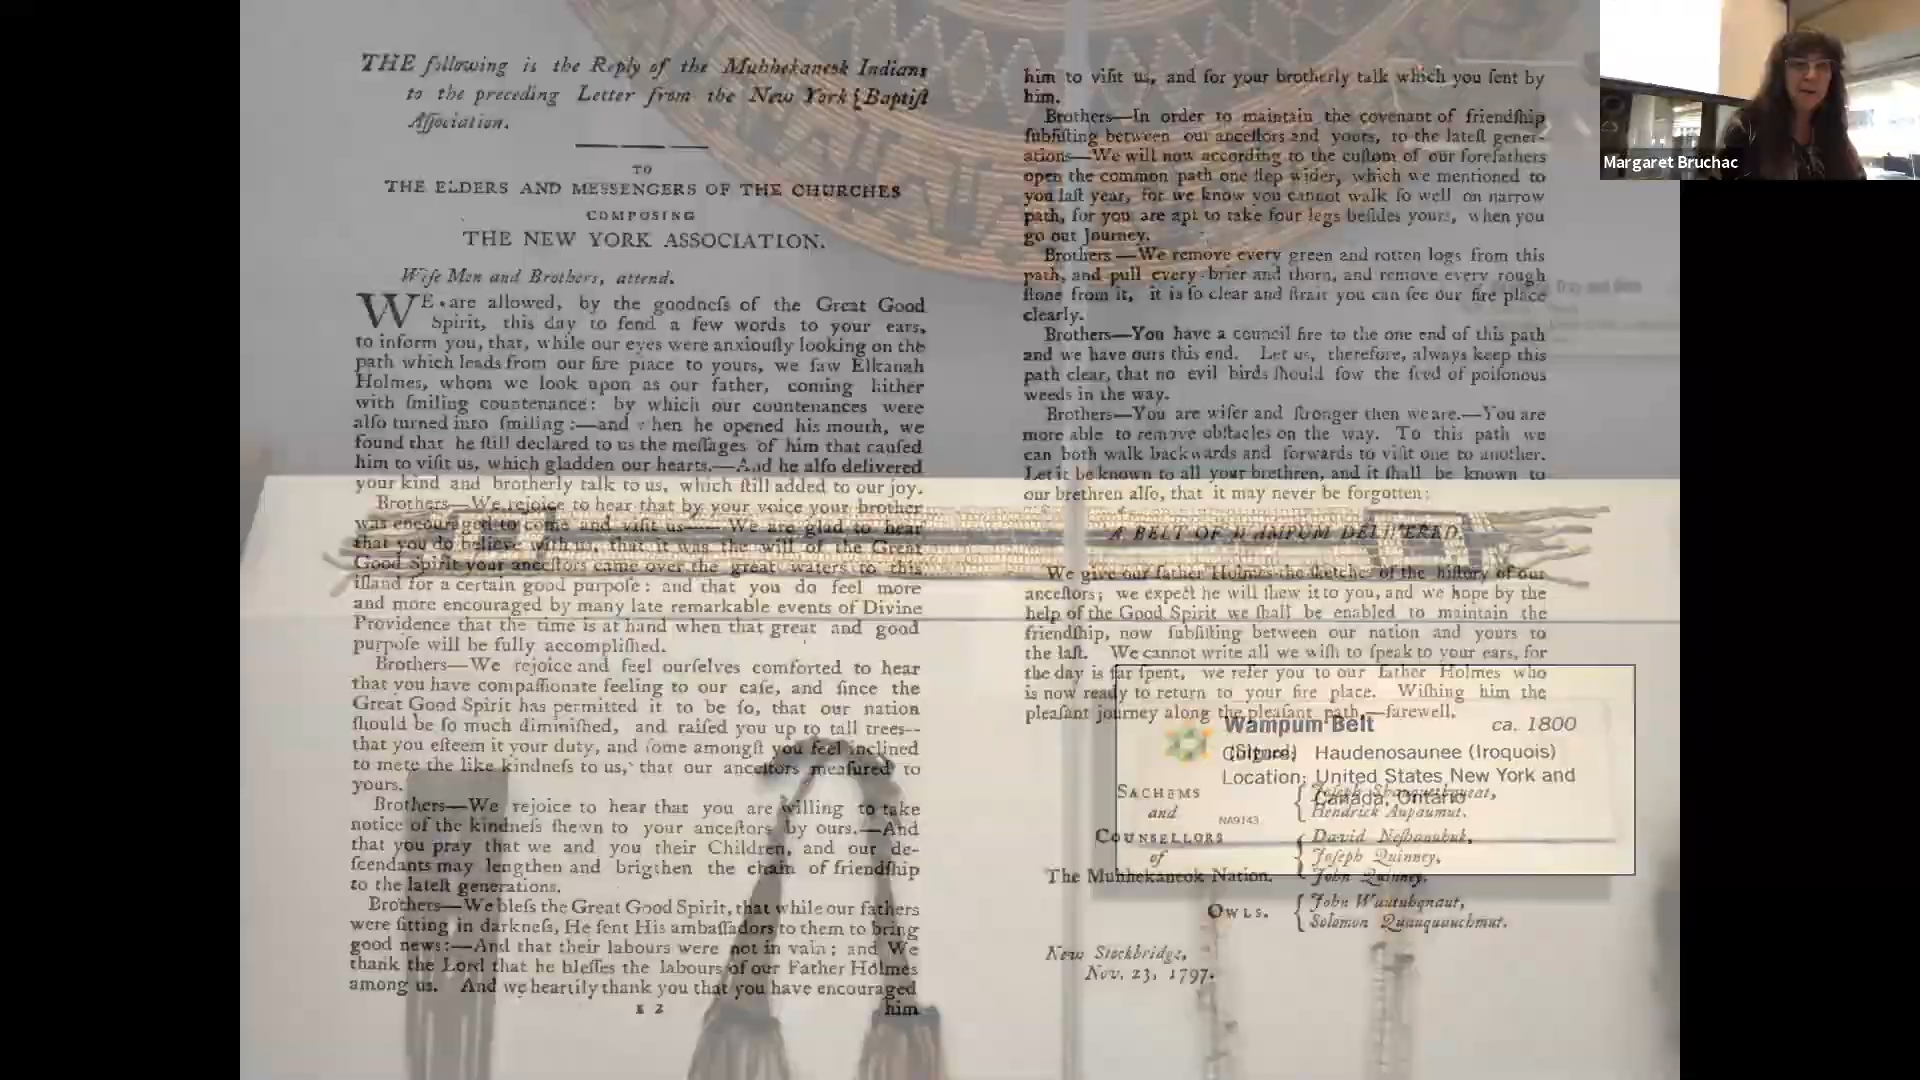 THE following is the Reply of the Muhhekanesk Indians
to the preceding Letter from the New York Baptiſt
Aſſociation.
TO
THE ELDERS AND MESSENGERS OF THE CHURCHES
COMPOSING
THE NEW YORK ASSOCIATION.
Wiſe Men and Brothers, attend.
WE are allowed, by the goodneſs of the Great Good
Spirit, this day to ſend a few words to your ears,
to inform you, that, while our eyes were anxiouſly looking on the
path which leads from our fire place to yours, we ſaw Elkanah
Holmes, whom we look upon as our father, coming hither
with ſmiling countenance: by which our countenances were
alſo turned into ſmiling:—and when he opened his mouth, we
found that he ſtill declared to us the meſſages of him that cauſed
him to viſit us, which gladden our hearts.—And he alſo delivered
your kind and brotherly talk to us, which ſtill added to our joy.
Brothers—We rejoice to hear that by your voice your brother
was encouraged to come and viſit us—— We are glad to hear
that you do believe with us, that it was the will of the Great
Good Spirit your anceſtors came over the great waters to this
iſland for a certain good purpoſe: and that you do feel more
and more encouraged by many late remarkable events of Divine
Providence that the time is at hand when that great and good
purpoſe will be fully accompliſhed.
Brothers—We rejoice and feel ourſelves comforted to hear
that you have compaſſionate feeling to our caſe, and ſince the
Great Good Spirit has permitted it to be ſo, that our nation
ſhould be ſo much diminiſhed, and raiſed you up to tall trees--
that you eſteem it your duty, and ſome amongſt you feel inclined
to mete the like kindneſs to us, that our anceſtors meaſured to
yours.
Brothers—We rejoice to hear that you are willing to take
notice of the kindneſs ſhewn to your anceſtors by ours.—And
that you pray that we and you their Children, and our de-
ſcendants may lengthen and brigthen the chain of friendſhip
to the lateſt generations.
Brothers—We bleſs the Great Good Spirit, that while our fathers
were ſitting in darkneſs, He ſent His ambaſſadors to them to bring
good news:—And that their labours were not in vain; and We
thank the Lord that he bleſſes the labours of our Father Holmes
among us. And we heartily thank you that you have encouraged
K 2
him
him to viſit us, and for your brotherly talk which you ſent by
him.
Brothers—In order to maintain the covenant of friendſhip
ſubſiſting between our anceſtors and yours, to the lateſt gener-
ations—We will now according to the cuſtom of our forefathers
open the common path one ſtep wider, which we mentioned to
you laſt year, for we know you cannot walk ſo well on narrow
path, for you are apt to take four legs beſides yours, when you
go out Journey.
Brothers—We remove every green and rotten logs from this
path, and pull every brier and thorn, and remove every rough
ſtone from it, it is ſo clear and ſtrait you can ſee our fire place
clearly.
Brothers—You have a council fire to the one end of this path
and we have ours this end. Let us, therefore, always keep this
path clear, that no evil birds ſhould ſow the ſeed of poiſonous
weeds in the way.
Brothers—You are wiſer and ſtronger then we are.—You are
more able to remove obſtacles on the way. To this path we
can both walk backwards and forwards to viſit one to another.
Let it be known to all your brethren, and it ſhall be known to
our brethren alſo, that it may never be forgotten:
A BELT OF WAMPUM DELIVERED.
We give our father Holmes the ſketches of the hiſtory of our
anceſtors; we expect he will ſhew it to you, and we hope by the
help of the Good Spirit we ſhall be enabled to maintain the
friendſhip, now ſubſiſting between our nation and yours to
the laſt. We cannot write all we wiſh to ſpeak to your ears, for
the day is far ſpent, we refer you to our father Holmes who
is now ready to return to your fire place. Wiſhing him the
pleaſant journey along the pleaſant path,—farewell.
(Signed)
SACHEMS
and
COUNSELLORS
of
The Muhhekaneok Nation.
Hendrick Aupaumut.
David Neſhonuhuk,
Joſeph Quinney,
John Quinney,
OWLS.
John Wautuhqnaut,
Solomon Quauquauchmut.
New Stockbridge,
Nov. 23, 1797.
Wampum Belt ca. 1800
Culture: Haudenosaunee (Iroquois)
Location: United States, New York and
Canada, Ontario
NA9143
Margaret Bruchac